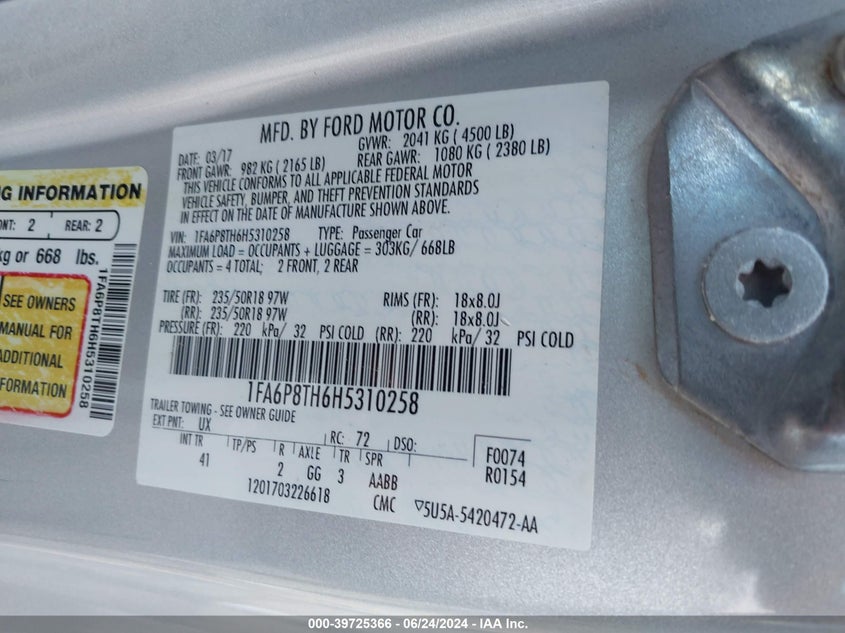 MFD. BY FORD MOTOR CO.
DATE: 03/17 GVWR: 2041 KG ( 4500 LB)
FRONT GAWR: 982 KG ( 2165 LB) REAR GAWR: 1080 KG ( 2380 LB)
THIS VEHICLE CONFORMS TO ALL APPLICABLE FEDERAL MOTOR
VEHICLE SAFETY, BUMPER, AND THEFT PREVENTION STANDARDS
IN EFFECT ON THE DATE OF MANUFACTURE SHOWN ABOVE.
VIN: 1FA6P8TH6H5310258 TYPE: Passenger Car
MAXIMUM LOAD = OCCUPANTS + LUGGAGE = 303KG/ 668LB
OCCUPANTS = 4 TOTAL; 2 FRONT, 2 REAR
TIRE (FR): 235/50R18 97W RIMS (FR): 18x8.0J
(RR): 235/50R18 97W (RR): 18x8.0J
PRESSURE (FR): 220 kPa/ 32 PSI COLD (RR): 220 kPa/ 32 PSI COLD
1FA6P8TH6H5310258
TRAILER TOWING - SEE OWNER GUIDE
EXT PNT: UX RC: 72 DSO:
INT TR TP/PS R AXLE TR SPR F0074
41 2 GG 3 AABB R0154
1201703226618 CMC 5U5A-5420472-AA
INFORMATION
2 REAR: 2
kg or 668 lbs.
SEE OWNERS
MANUAL FOR
ADDITIONAL
INFORMATION
1FA6P8TH6H5310258
000-39725366 - 06/24/2024 - IAA Inc.